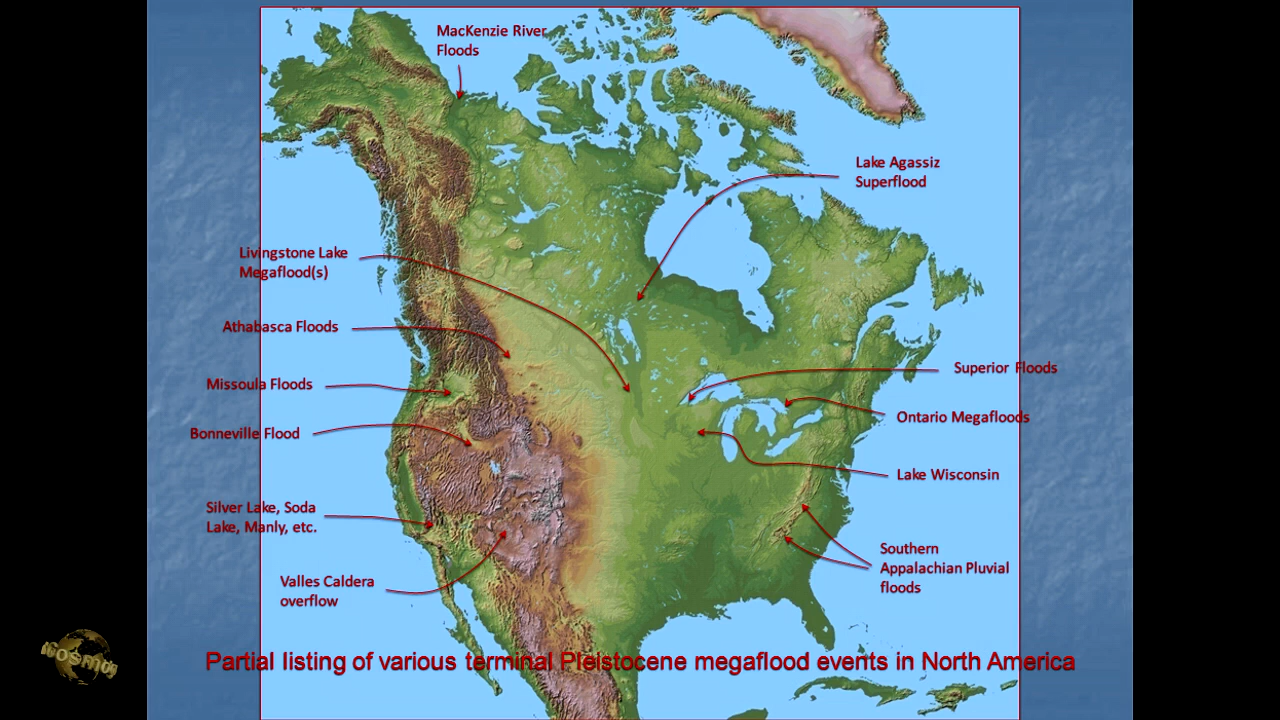 MacKenzie River
Floods
Lake Agassiz
Superflood
Livingstone Lake
Megaflood(s)
Athabasca Floods
Superior Floods
Missoula Floods
Ontario Megafloods
Bonneville Flood
Lake Wisconsin
Silver Lake, Soda
Lake, Manly, etc.
Southern
Appalachian Pluvial
floods
Valles Caldera
overflow
Partial listing of various terminal Pleistocene megaflood events in North America